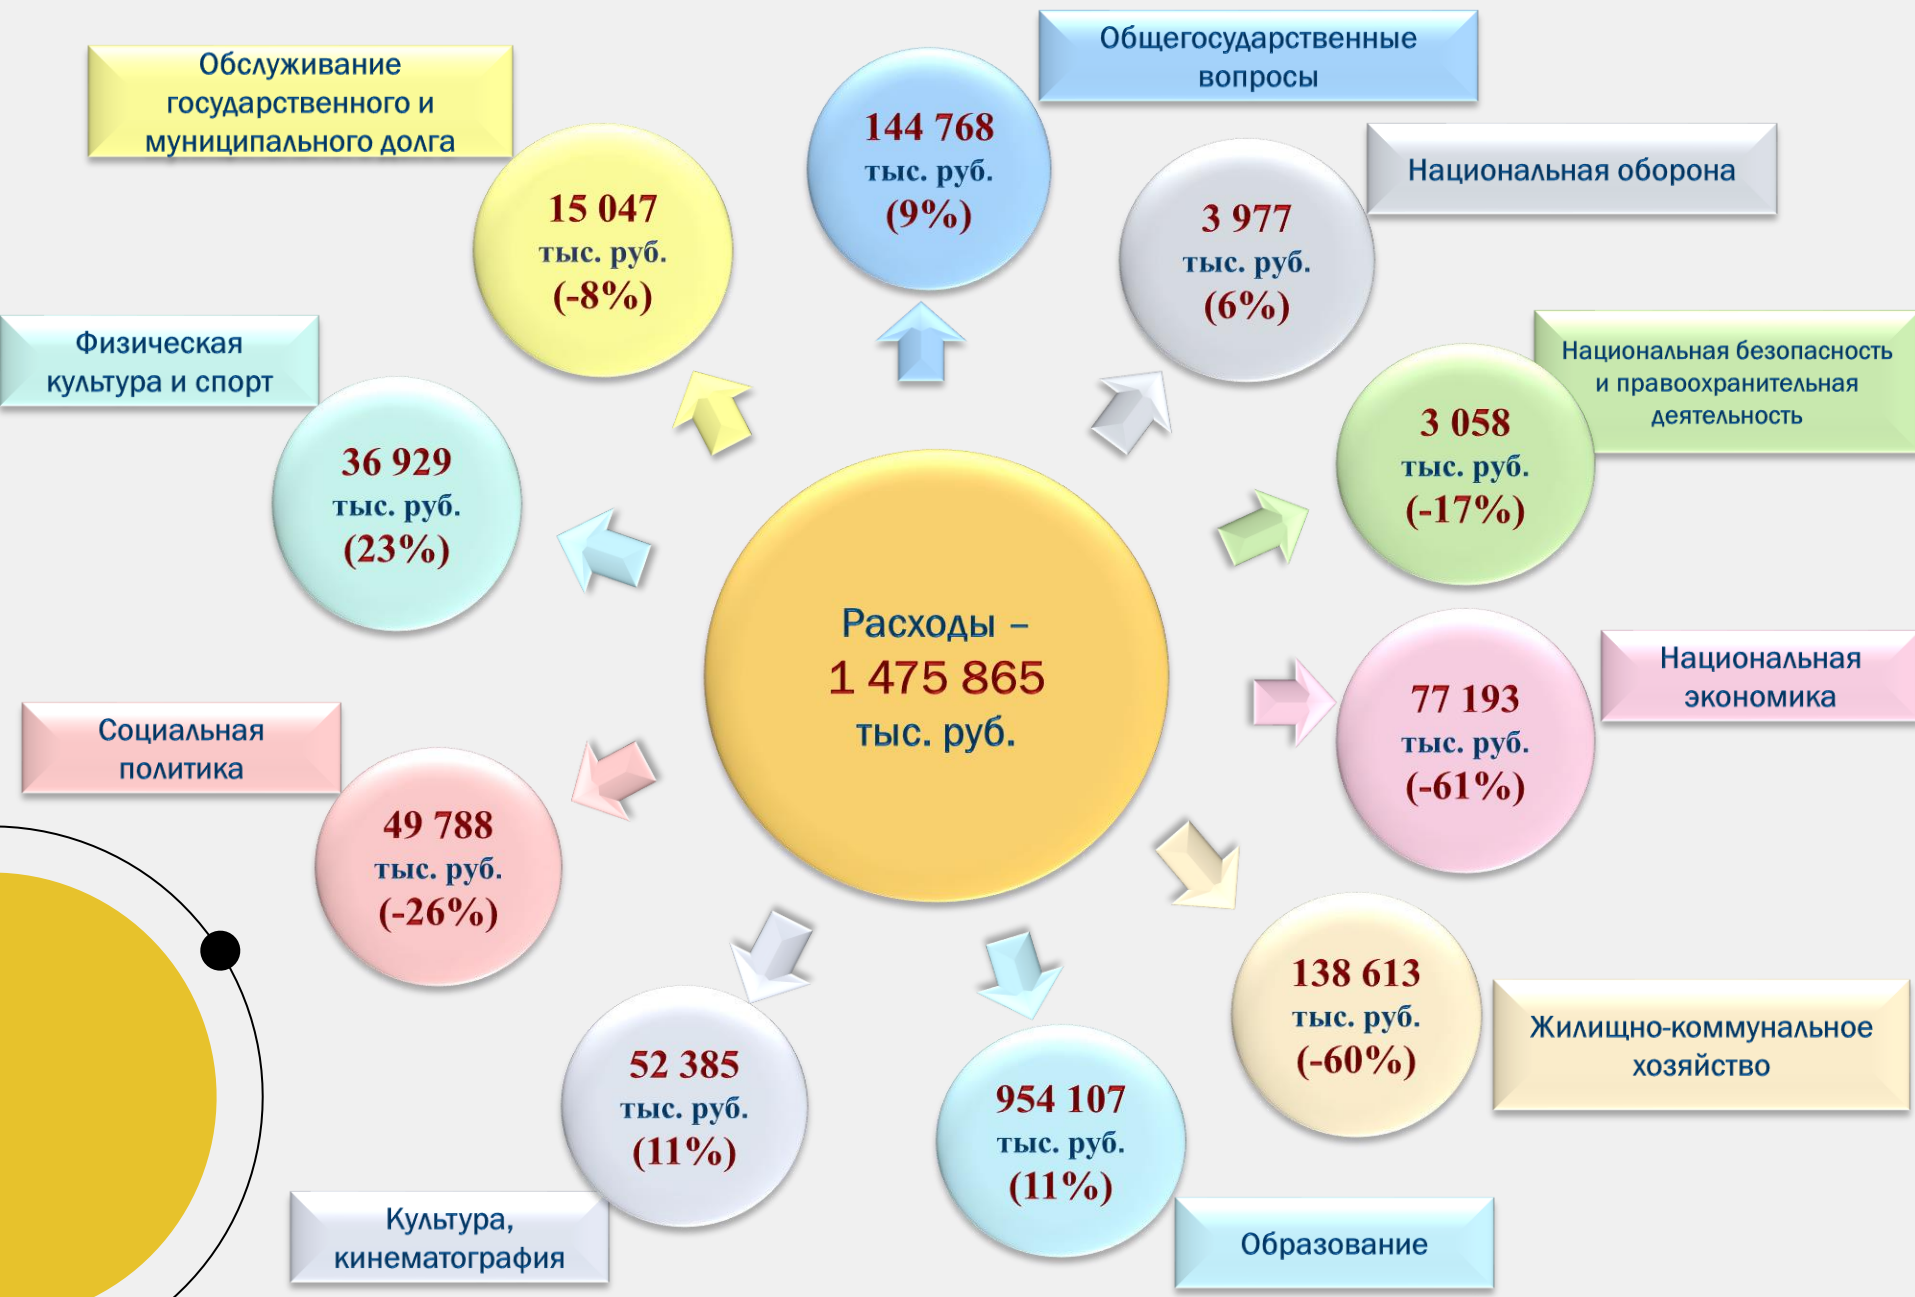 Обслуживание
государственного и
муниципального долга
15 047
тыс. руб.
(-8%)
Общегосударственные
вопросы
144 768
тыс. руб.
(9%)
Национальная оборона
3 977
тыс. руб.
(6%)
Национальная безопасность
и правоохранительная
деятельность
3 058
тыс. руб.
(-17%)
Физическая
культура и спорт
36 929
тыс. руб.
(23%)
Расходы –
1 475 865
тыс. руб.
Национальная
экономика
77 193
тыс. руб.
(-61%)
Социальная
политика
49 788
тыс. руб.
(-26%)
138 613
тыс. руб.
(-60%)
Жилищно-коммунальное
хозяйство
52 385
тыс. руб.
(11%)
Культура,
кинематография
954 107
тыс. руб.
(11%)
Образование